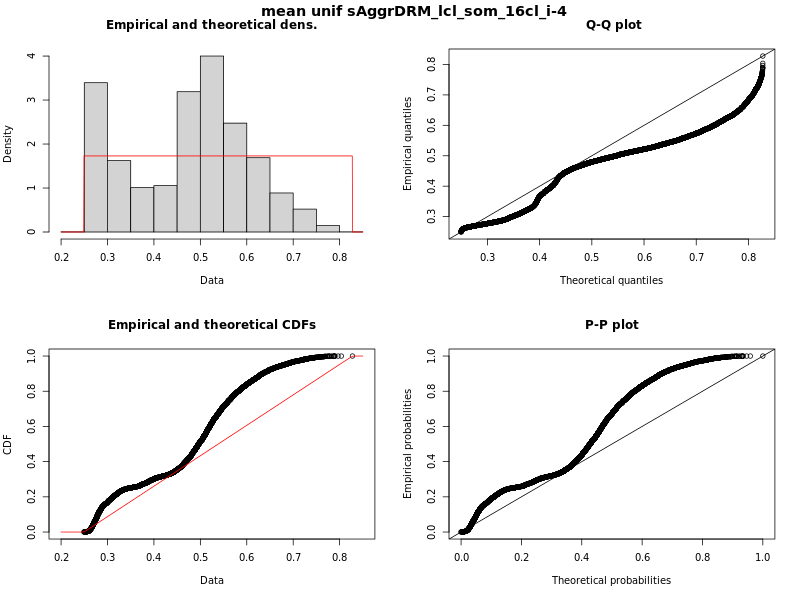 mean unif sAggrDRM_lcl_som_16cl_i-4
Empirical and theoretical dens.
Density
0 1 2 3 4
0.2 0.3 0.4 0.5 0.6 0.7 0.8
Data
Q-Q plot
Empirical quantiles
0.3 0.4 0.5 0.6 0.7 0.8
0.3 0.4 0.5 0.6 0.7 0.8
Theoretical quantiles
Empirical and theoretical CDFs
CDF
0.0 0.2 0.4 0.6 0.8 1.0
0.2 0.3 0.4 0.5 0.6 0.7 0.8
Data
P-P plot
Empirical probabilities
0.0 0.2 0.4 0.6 0.8 1.0
0.0 0.2 0.4 0.6 0.8 1.0
Theoretical probabilities